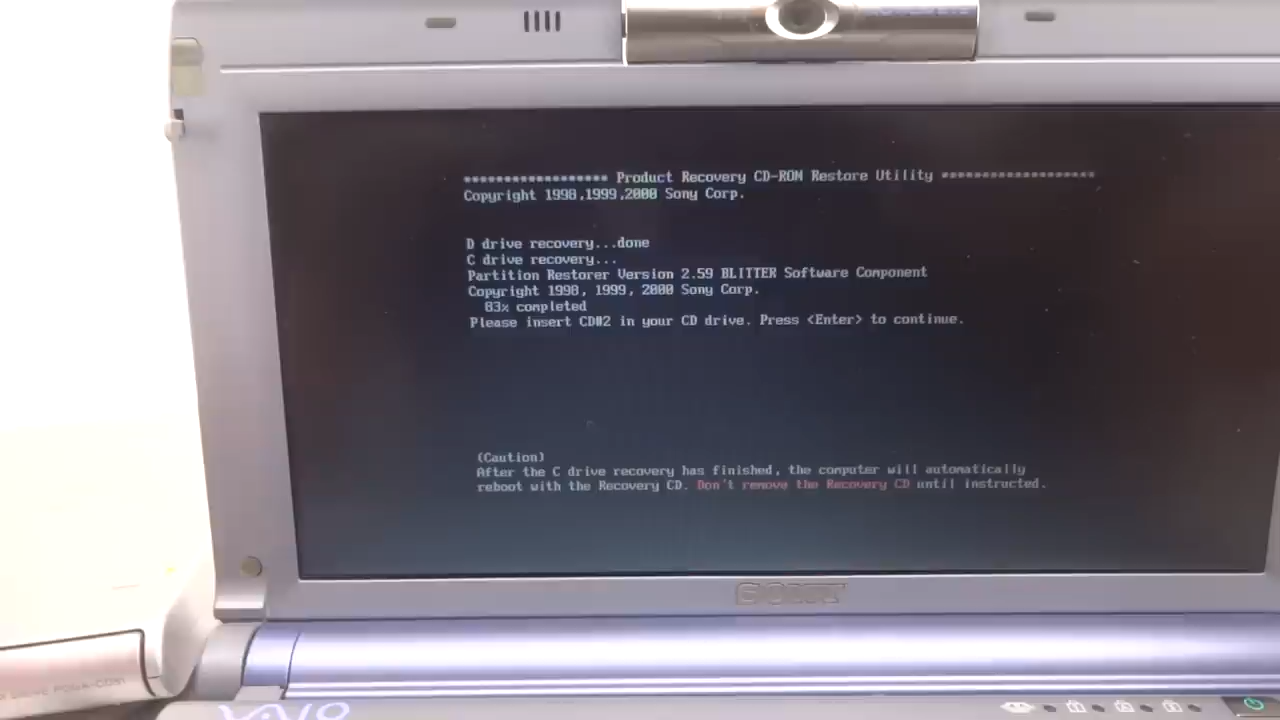 ****************** Product Recovery CD-ROM Restore Utility *******************
Copyright 1998,1999,2000 Sony Corp.
D drive recovery...done
C drive recovery...
Partition Restorer Version 2.59 BLITTER Software Component
Copyright 1998, 1999, 2000 Sony Corp.
83% completed
Please insert CD#2 in your CD drive. Press <Enter> to continue.
(Caution)
After the C drive recovery has finished, the computer will automatically
reboot with the Recovery CD. Don't remove the Recovery CD until instructed.
SONY
VAIO